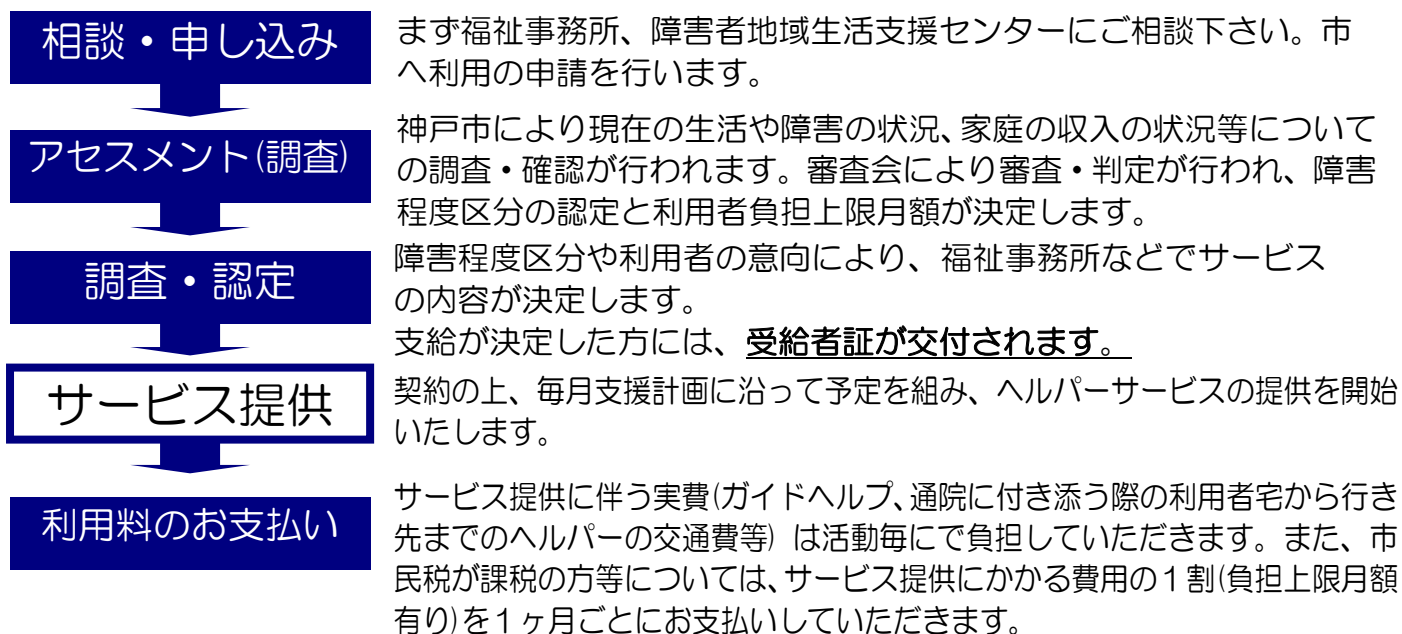 相談・申し込み
まず福祉事務所、障害者地域生活支援センターにご相談下さい。市
へ利用の申請を行います。
アセスメント(調査)
神戸市により現在の生活や障害の状況、家庭の収入の状況等について
の調査・確認が行われます。審査会により審査・判定が行われ、障害
程度区分の認定と利用者負担上限月額が決定します。
調査・認定
障害程度区分や利用者の意向により、福祉事務所などでサービス
の内容が決定します。
支給が決定した方には、受給者証が交付されます。
サービス提供
契約の上、毎月支援計画に沿って予定を組み、ヘルパーサービスの提供を開始
いたします。
利用料のお支払い
サービス提供に伴う実費(ガイドヘルプ、通院に付き添う際の利用者宅から行き
先までのヘルパーの交通費等) は活動毎にで負担していただきます。また、市
民税が課税の方等については、サービス提供にかかる費用の１割(負担上限月額
有り)を１ヶ月ごとにお支払いしていただきます。